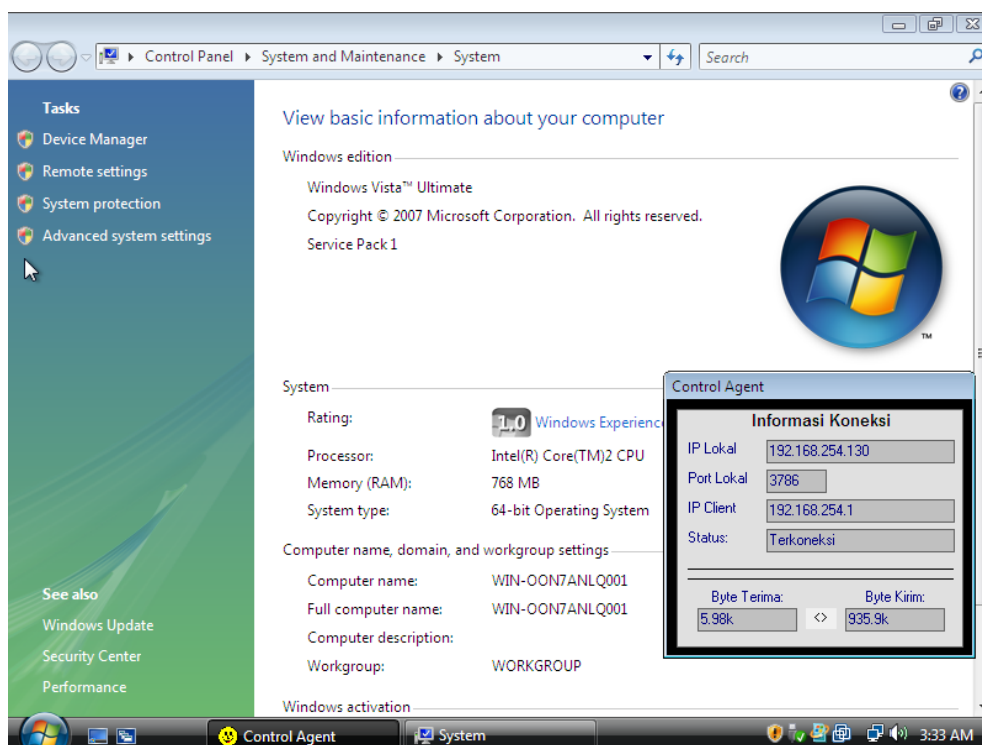 Control Panel ▸ System and Maintenance ▸ System
Search
Tasks
Device Manager
Remote settings
System protection
Advanced system settings
See also
Windows Update
Security Center
Performance
View basic information about your computer
Windows edition
Windows Vista™ Ultimate
Copyright © 2007 Microsoft Corporation. All rights reserved.
Service Pack 1
TM
System
Rating:
1.0 Windows Experience
Processor:
Intel(R) Core(TM)2 CPU
Memory (RAM):
768 MB
System type:
64-bit Operating System
Computer name, domain, and workgroup settings
Computer name:
WIN-OON7ANLQ001
Full computer name:
WIN-OON7ANLQ001
Computer description:
Workgroup:
WORKGROUP
Windows activation
Control Agent
Informasi Koneksi
IP Lokal
192.168.254.130
Port Lokal
3786
IP Client
192.168.254.1
Status:
Terkoneksi
Byte Terima:
Byte Kirim:
5.98k
<>
935.9k
Control Agent
System
3:33 AM